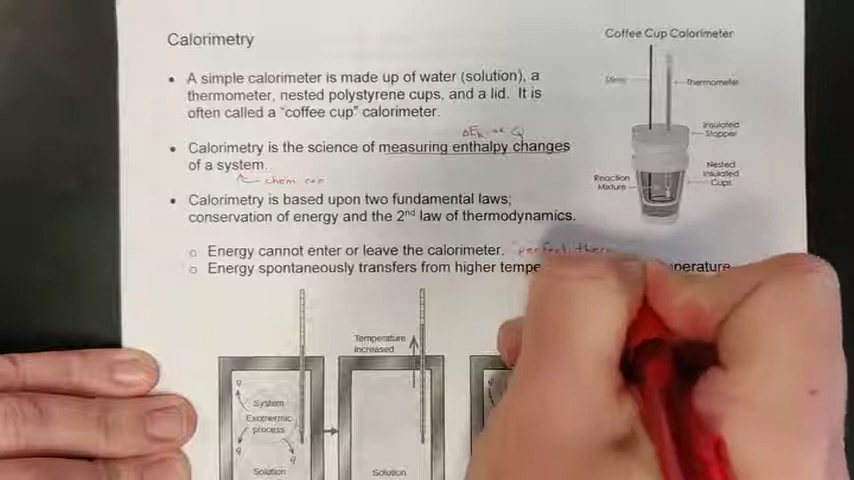 Calorimetry
Coffee Cup Calorimeter
• A simple calorimeter is made up of water (solution), a
thermometer, nested polystyrene cups, and a lid. It is
often called a "coffee cup" calorimeter.
Thermometer
Insulated
Stopper
Nested
Insulated
Cups
Reaction
Mixture
ΔEk or Q
• Calorimetry is the science of measuring enthalpy changes
of a system.
chem
• Calorimetry is based upon two fundamental laws;
conservation of energy and the 2nd law of thermodynamics.
o Energy cannot enter or leave the calorimeter. "perfect
o Energy spontaneously transfers from higher
Temperature
increased
q
System
Exothermic
process
q
q
Solution
Solution
q